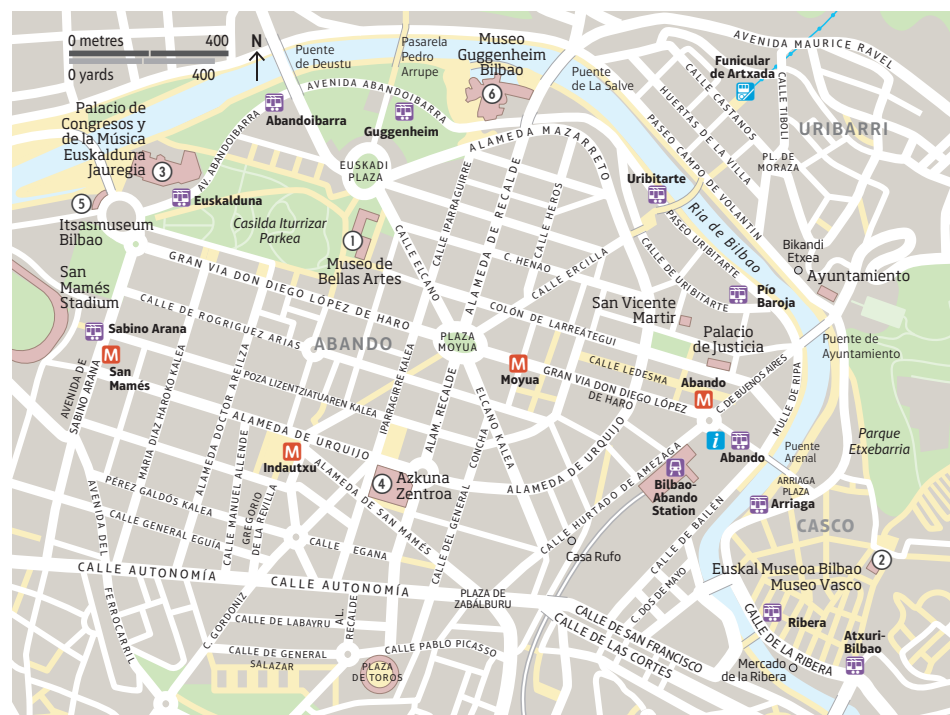 0 metres 400
0 yards 400
N
Puente
de Deustu
Pasarela
Pedro
Arrupe
Museo
Guggenheim
Bilbao
6
Puente
de La Salve
AVENIDA MAURICE RAVEL
Funicular
de Artxada
CALLE CASTANOS
HUERTAS DE LA VILLA
CALLE TIBOLI
URIBARRI
PL. DE
MORAZA
PASEO CAMPO DE VOLANTIN
Palacio de
Congresos y
de la Música
Euskalduna
Jauregia
3
AVENIDA ABANDOIBARRA
Abandoibarra
Guggenheim
AV. ABANDOIBARRA
ALAMEDA MAZARRETO
EUSKADI
PLAZA
Euskalduna
5
Itsasmuseum
Bilbao
Casilda Iturrizar
Parkea
1
Museo de
Bellas Artes
CALLE IPARRAGUIRRE
ALAMEDA DE RECALDE
CALLE HEROS
CALLE ELCANO
C. HENAO
CALLE ERCILLA
Uribitarte
PASEO URIBITARTE
CALLE DE URIBITARTE
Ria de Bilbao
Bikandi
Etxea
Ayuntamiento
Pío
Baroja
San
Mamés
Stadium
GRAN VIA DON DIEGO LÓPEZ DE HARO
CALLE DE ROGRIGUEZ ARIAS
Sabino Arana
San
Mamés
ABANDO
PLAZA
MOYUA
COLÓN DE LARREÁTEGUI
San Vicente
Martir
Palacio
de Justicia
Puente de
Ayuntamiento
Moyua
CALLE LEDESMA
GRAN VIA DON DIEGO LÓPEZ
DE HARO
Abando
C. DE BUENOS AIRES
MULLE DE RIPA
AVENIDA DE
SABINO ARANA
MARIA DIAZ HAROKO KALEA
ALAMEDA DOCTOR AREILZA
POZA LIZENTZIATUAREN KALEA
IPARRAGIRRE KALEA
ALAM. RECALDE
ELCANO KALEA
CONCHA
ALAMEDA DE URQUIJO
Indautxu
4
Azkuna
Zentroa
ALAMEDA DE URQUIJO
i
Abando
Bilbao-
Abando
Station
Puente
Arenal
ARRIAGA
PLAZA
Arriaga
Parque
Etxebarria
CASCO
AVENIDA DEL
FERROCARRIL
PÉREZ GALDÓS KALEA
CALLE GENERAL EGUÍA
CALLE MANUEL ALLENDE
GREGORIO
DE LA REVILLA
ALAMEDA DE SAN MAMÉS
CALLE DEL GENERAL
CALLE EGANA
CALLE HURTADO DE AMEZAGA
Casa Rufo
CALLE DE BAILÉN
C. DOS DE MAYO
2
Euskal Museoa Bilbao
Museo Vasco
CALLE AUTONOMÍA
CALLE AUTONOMÍA
PLAZA DE
ZABÁLBURU
CALLE DE SAN FRANCISCO
CALLE DE LAS CORTES
C. GORDONIZ
CALLE DE LABAYRU
AL.
RECALDE
CALLE DE GENERAL
SALAZAR
CALLE PABLO PICASSO
PLAZA
DE TOROS
Ribera
CALLE DE LA RIBERA
Mercado
de la Ribera
Atxuri-
Bilbao
M
M
M
M